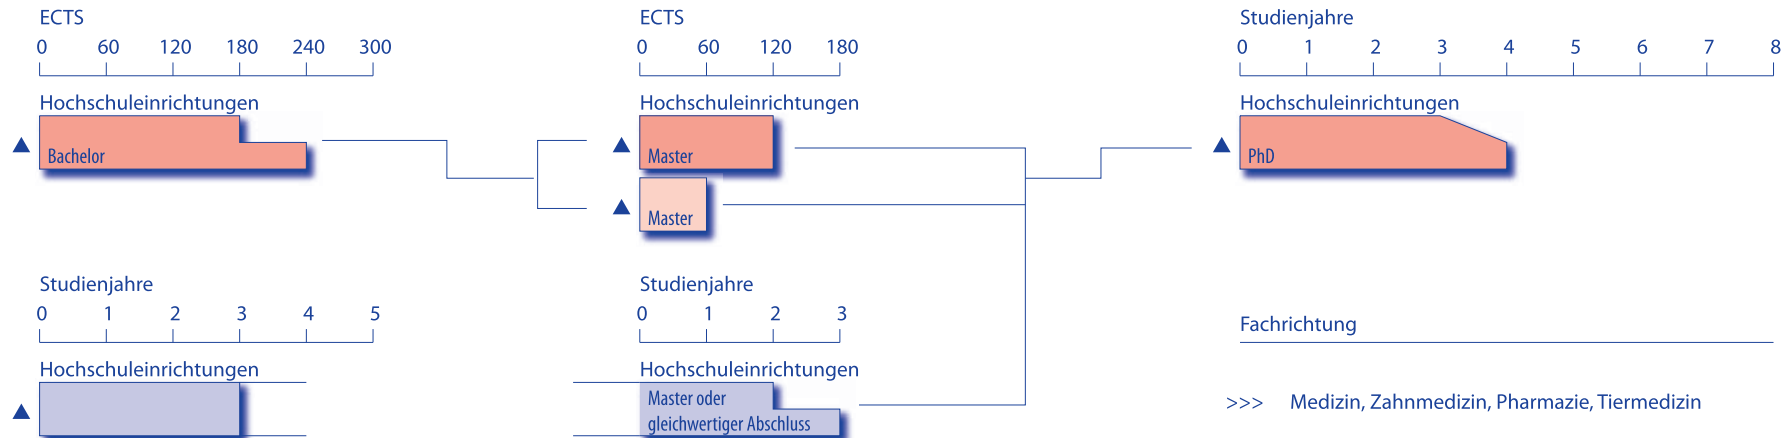 ECTS
0 60 120 180 240 300
Hochschuleinrichtungen
Bachelor
ECTS
0 60 120 180
Hochschuleinrichtungen
Master
Master
Studienjahre
0 1 2 3 4 5 6 7 8
Hochschuleinrichtungen
PhD
Studienjahre
0 1 2 3 4 5
Hochschuleinrichtungen
Studienjahre
0 1 2 3
Hochschuleinrichtungen
Master oder
gleichwertiger Abschluss
Fachrichtung
>>> Medizin, Zahnmedizin, Pharmazie, Tiermedizin